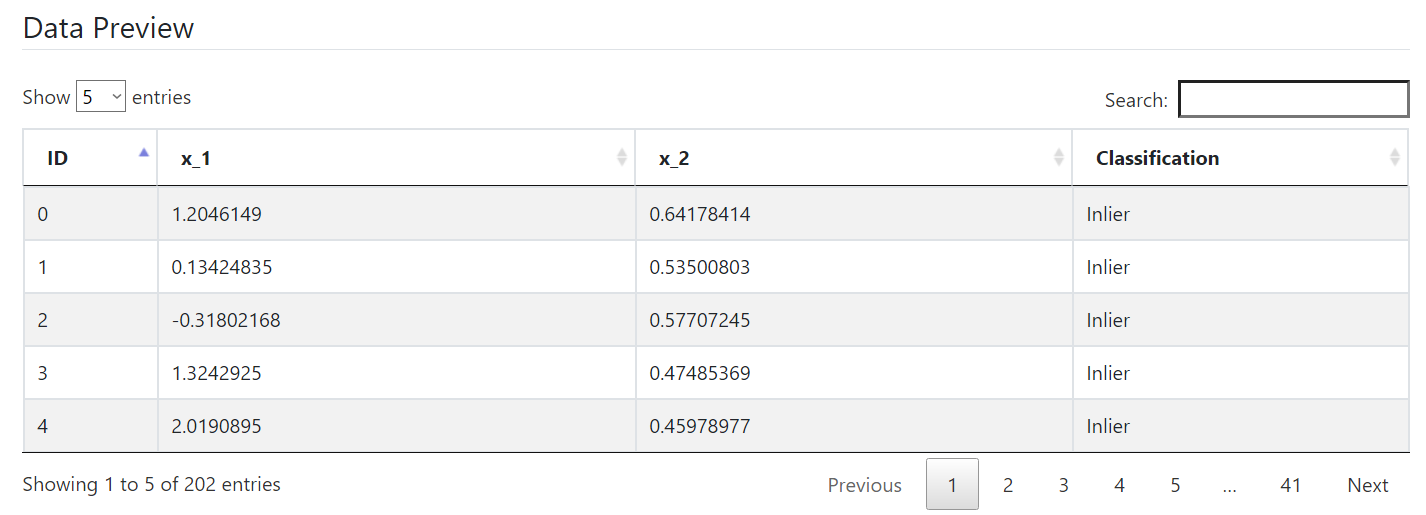 Data Preview
Show 5 entries Search:
ID x_1 x_2 Classification
0 1.2046149 0.64178414 Inlier
1 0.13424835 0.53500803 Inlier
2 -0.31802168 0.57707245 Inlier
3 1.3242925 0.47485369 Inlier
4 2.0190895 0.45978977 Inlier
Showing 1 to 5 of 202 entries Previous 1 2 3 4 5 ... 41 Next